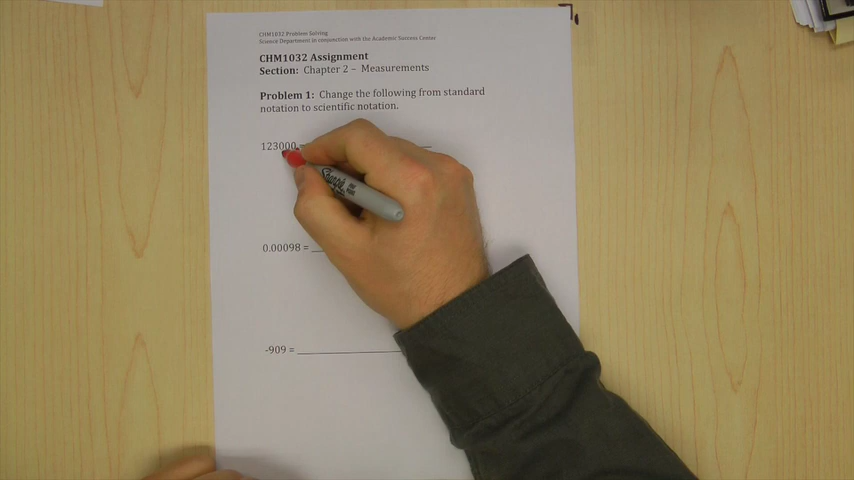 CHM1032 Problem Solving
Science Department in conjunction with the Academic Success Center
CHM1032 Assignment
Section: Chapter 2 – Measurements
Problem 1: Change the following from standard
notation to scientific notation.
123000 =
Sharpie
0.00098 =
-909 =